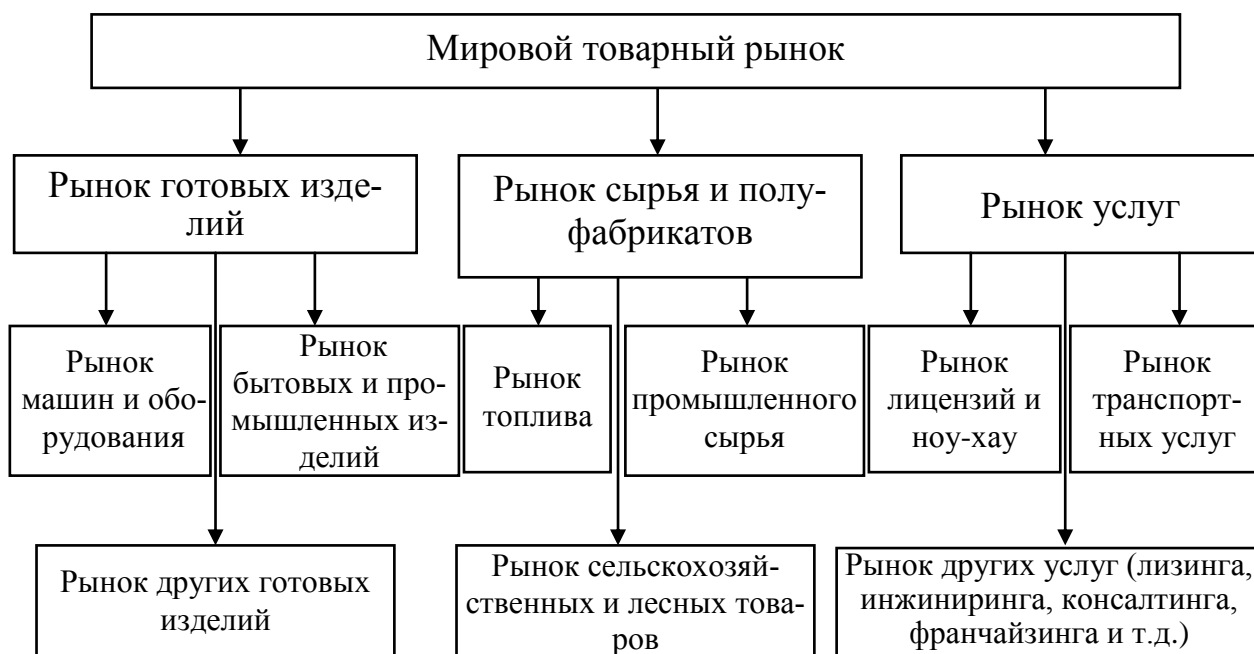 Мировой товарный рынок
Рынок готовых изде-
лий
Рынок сырья и полу-
фабрикатов
Рынок услуг
Рынок
машин и обо-
рудования
Рынок
бытовых и про-
мышленных из-
делий
Рынок
топлива
Рынок
промышленного
сырья
Рынок
лицензий и
ноу-хау
Рынок
транспорт-
ных услуг
Рынок других готовых
изделий
Рынок сельскохозяй-
ственных и лесных това-
ров
Рынок других услуг (лизинга,
инжиниринга, консалтинга,
франчайзинга и т.д.)